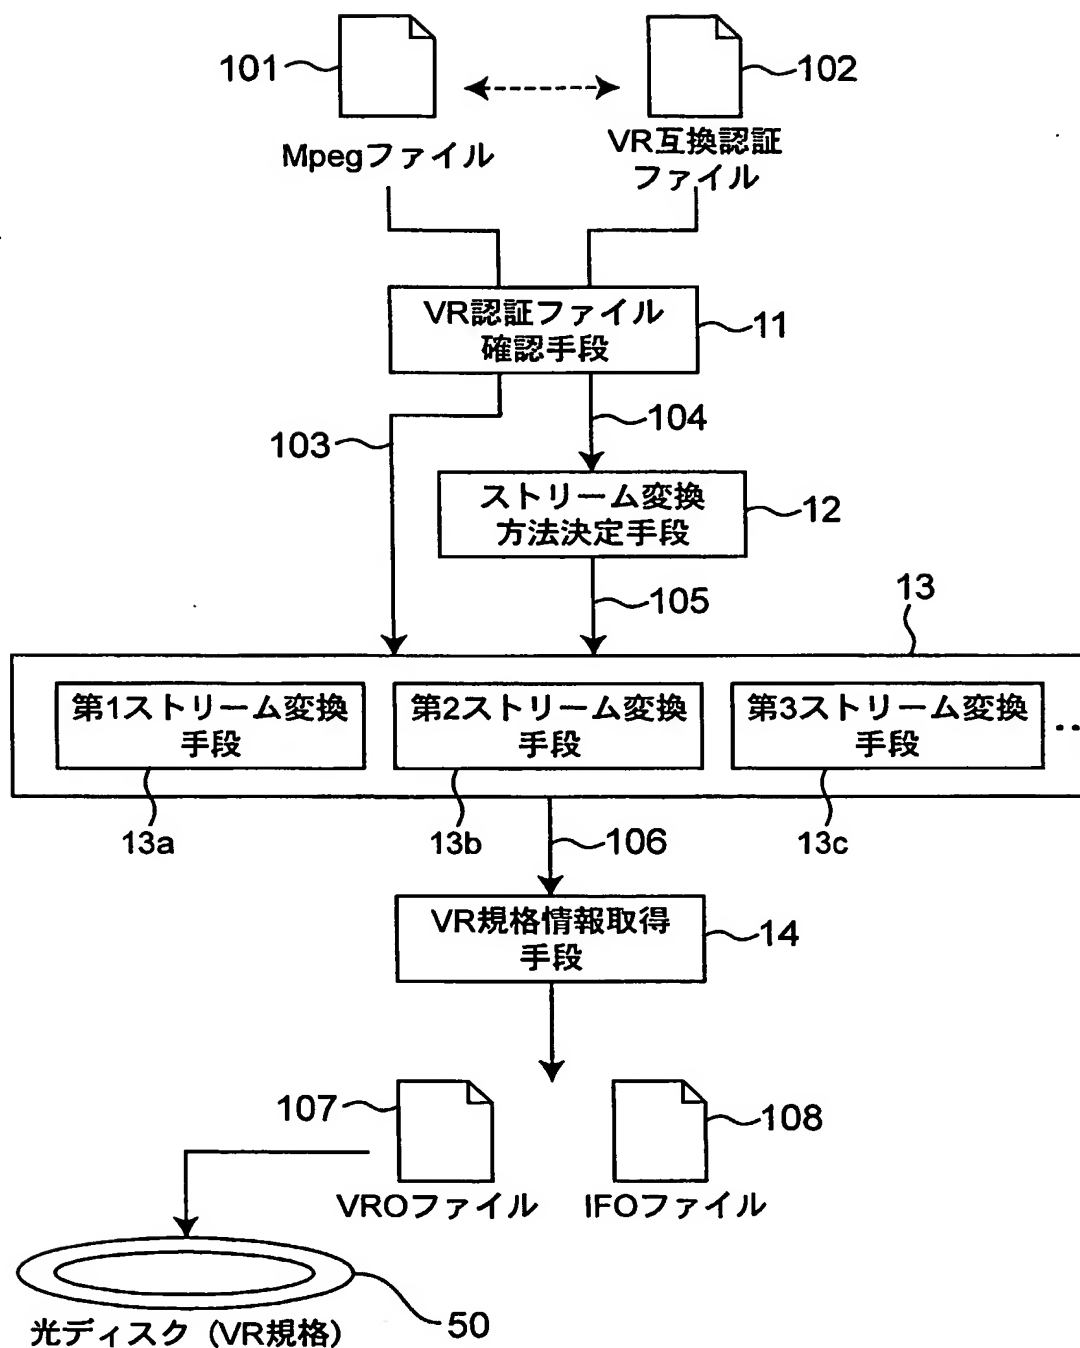 101
102
Mpegファイル
VR互換認証
ファイル
VR認証ファイル
確認手段
11
103
104
ストリーム変換
方法決定手段
12
105
13
第1ストリーム変換
手段
第2ストリーム変換
手段
第3ストリーム変換
手段
13a
13b
13c
106
VR規格情報取得
手段
14
107
108
VROファイル
IFOファイル
50
光ディスク (VR規格)